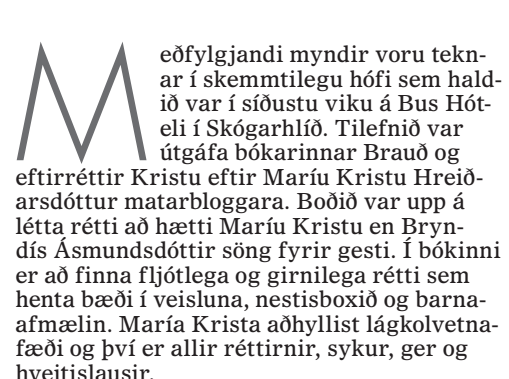 Meðfylgjandi myndir voru tekn-
ar í skemmtilegu hófi sem hald-
ið var í síðustu viku á Bus Hót-
eli í Skógarhlíð. Tilefnið var
útgáfa bókarinnar Brauð og
eftirréttir Kristu eftir Maríu Kristu Hreið-
arsdóttur matarbloggara. Boðið var upp á
létta rétti að hætti Maríu Kristu en Bryn-
dís Ásmundsdóttir söng fyrir gesti. Í bókinni
er að finna fljótlega og girnilega rétti sem
henta bæði í veisluna, nestisboxið og barna-
afmælin. María Krista aðhyllist lágkolvetna-
fæði og því er allir réttirnir, sykur, ger og
hveitislausir.